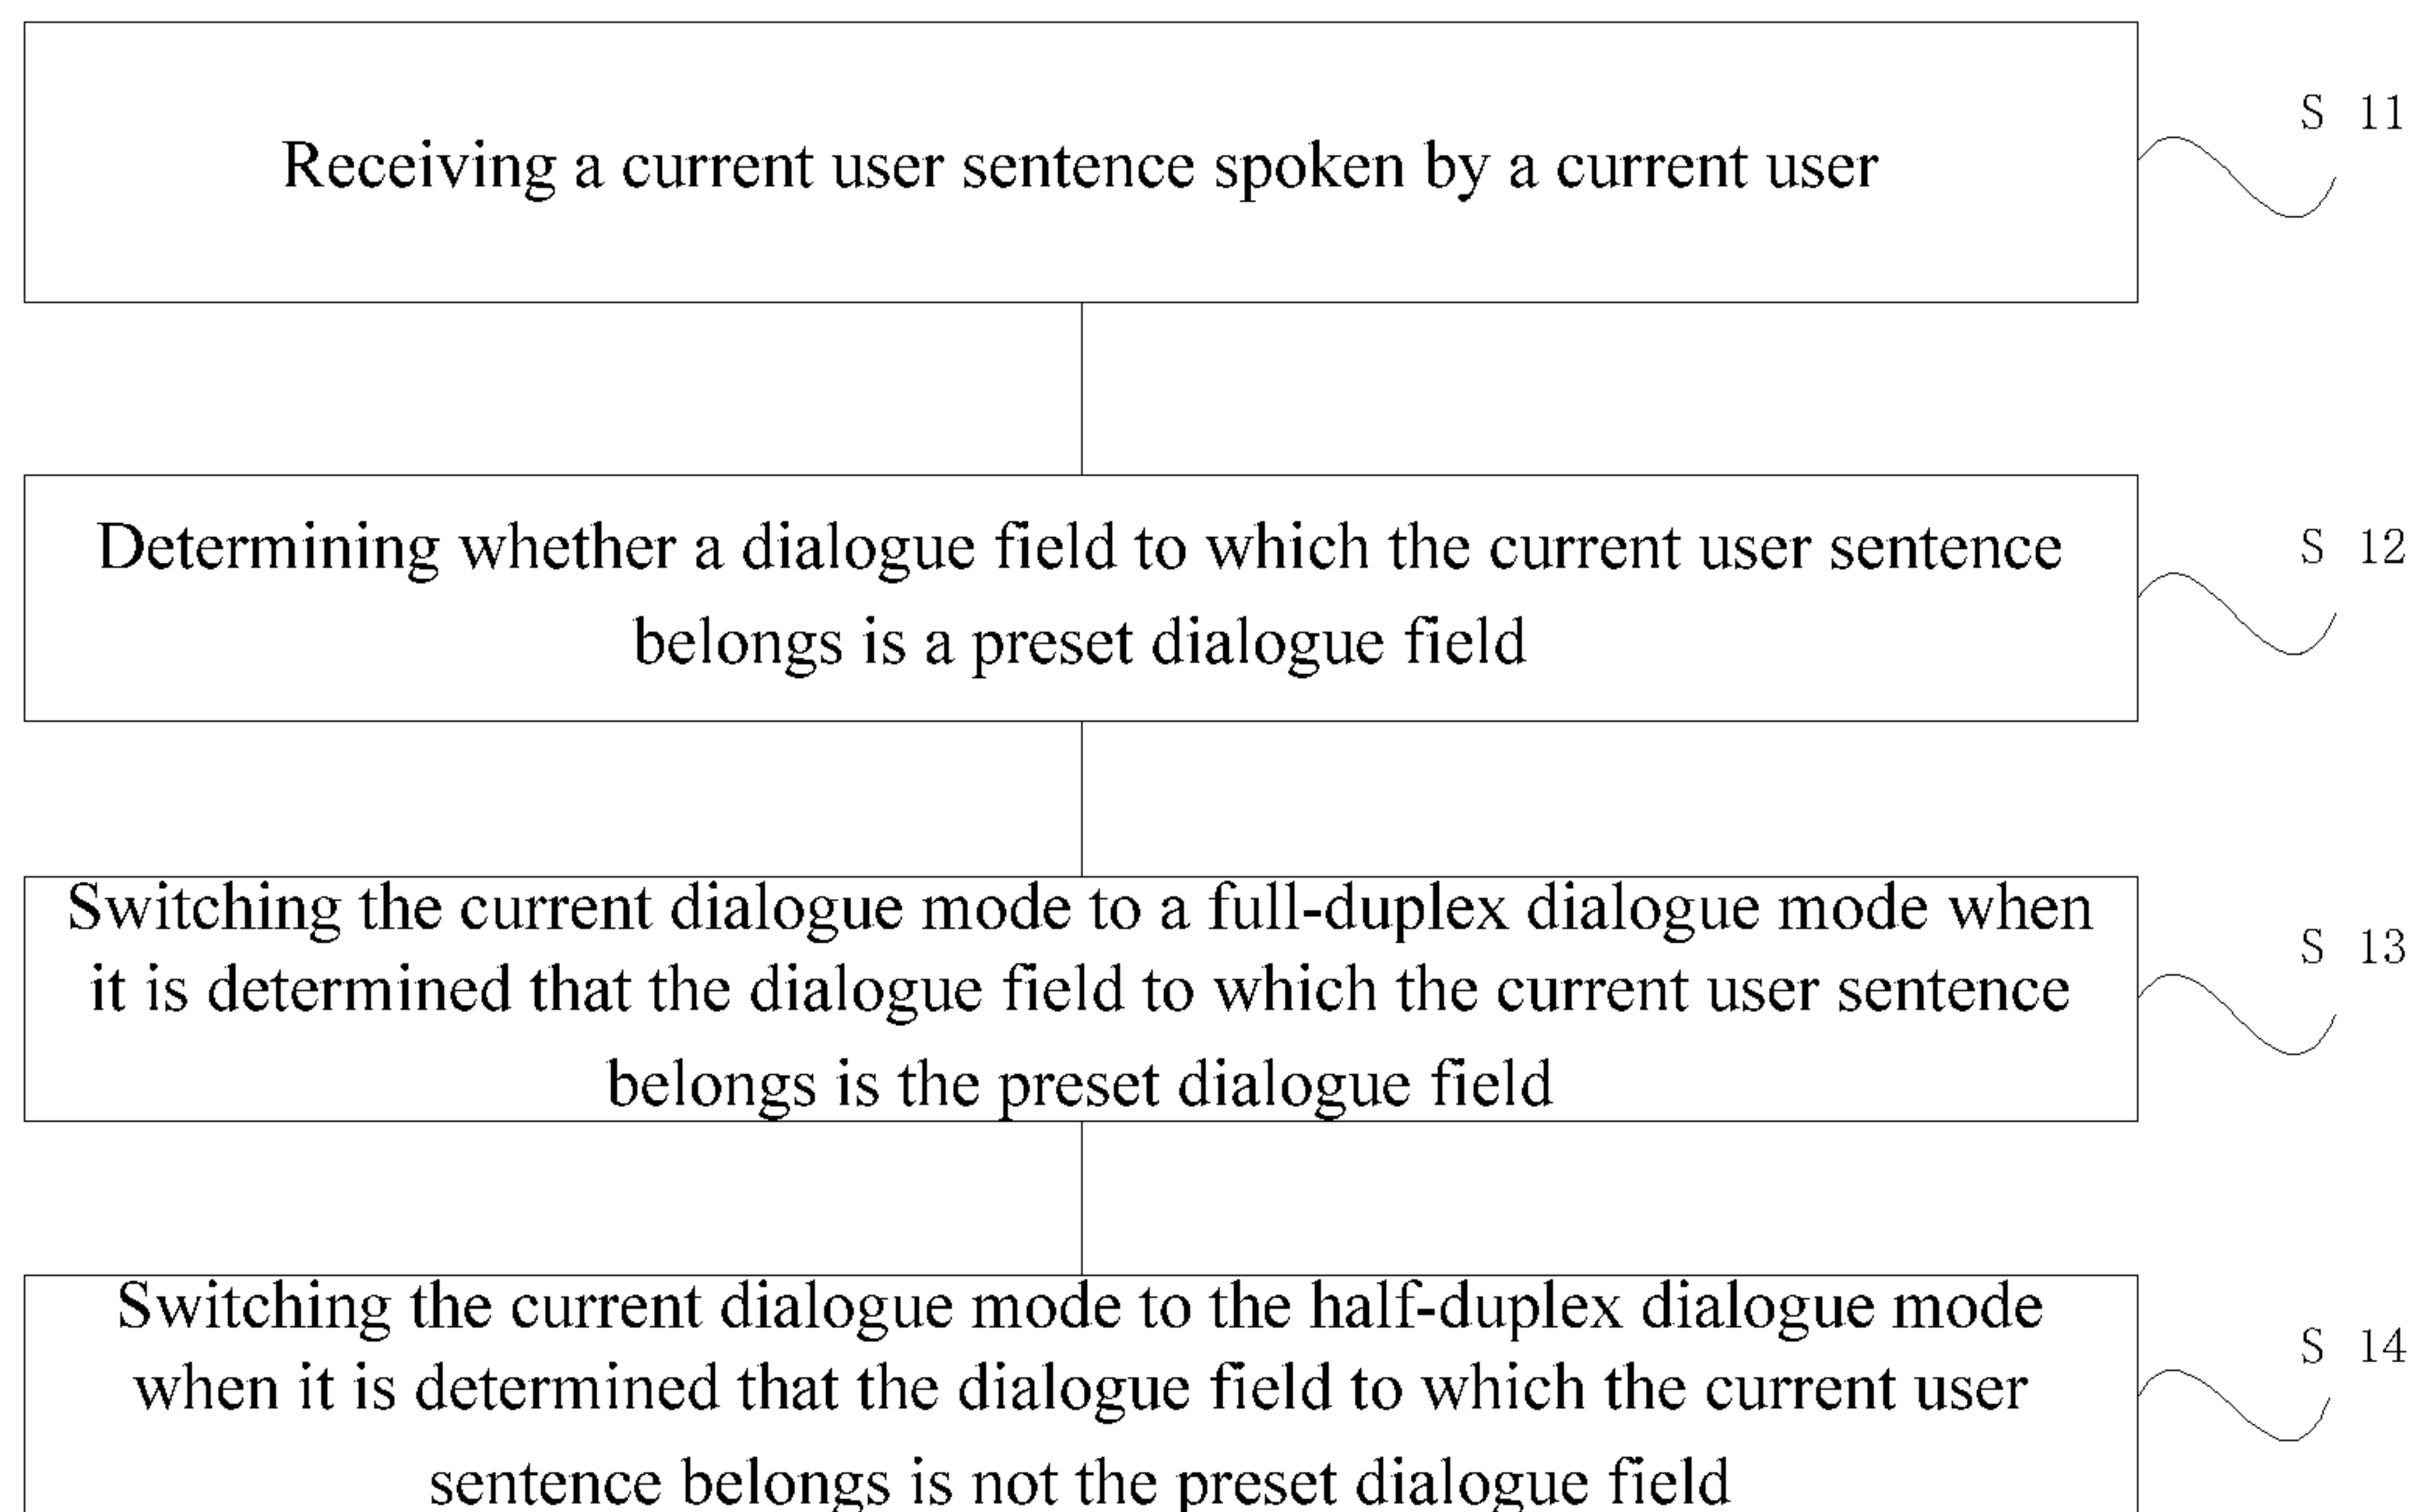 Receiving a current user sentence spoken by a current user
S 11
Determining whether a dialogue field to which the current user sentence
belongs is a preset dialogue field
S 12
Switching the current dialogue mode to a full-duplex dialogue mode when
it is determined that the dialogue field to which the current user sentence
belongs is the preset dialogue field
S 13
Switching the current dialogue mode to the half-duplex dialogue mode
when it is determined that the dialogue field to which the current user
sentence belongs is not the preset dialogue field
S 14